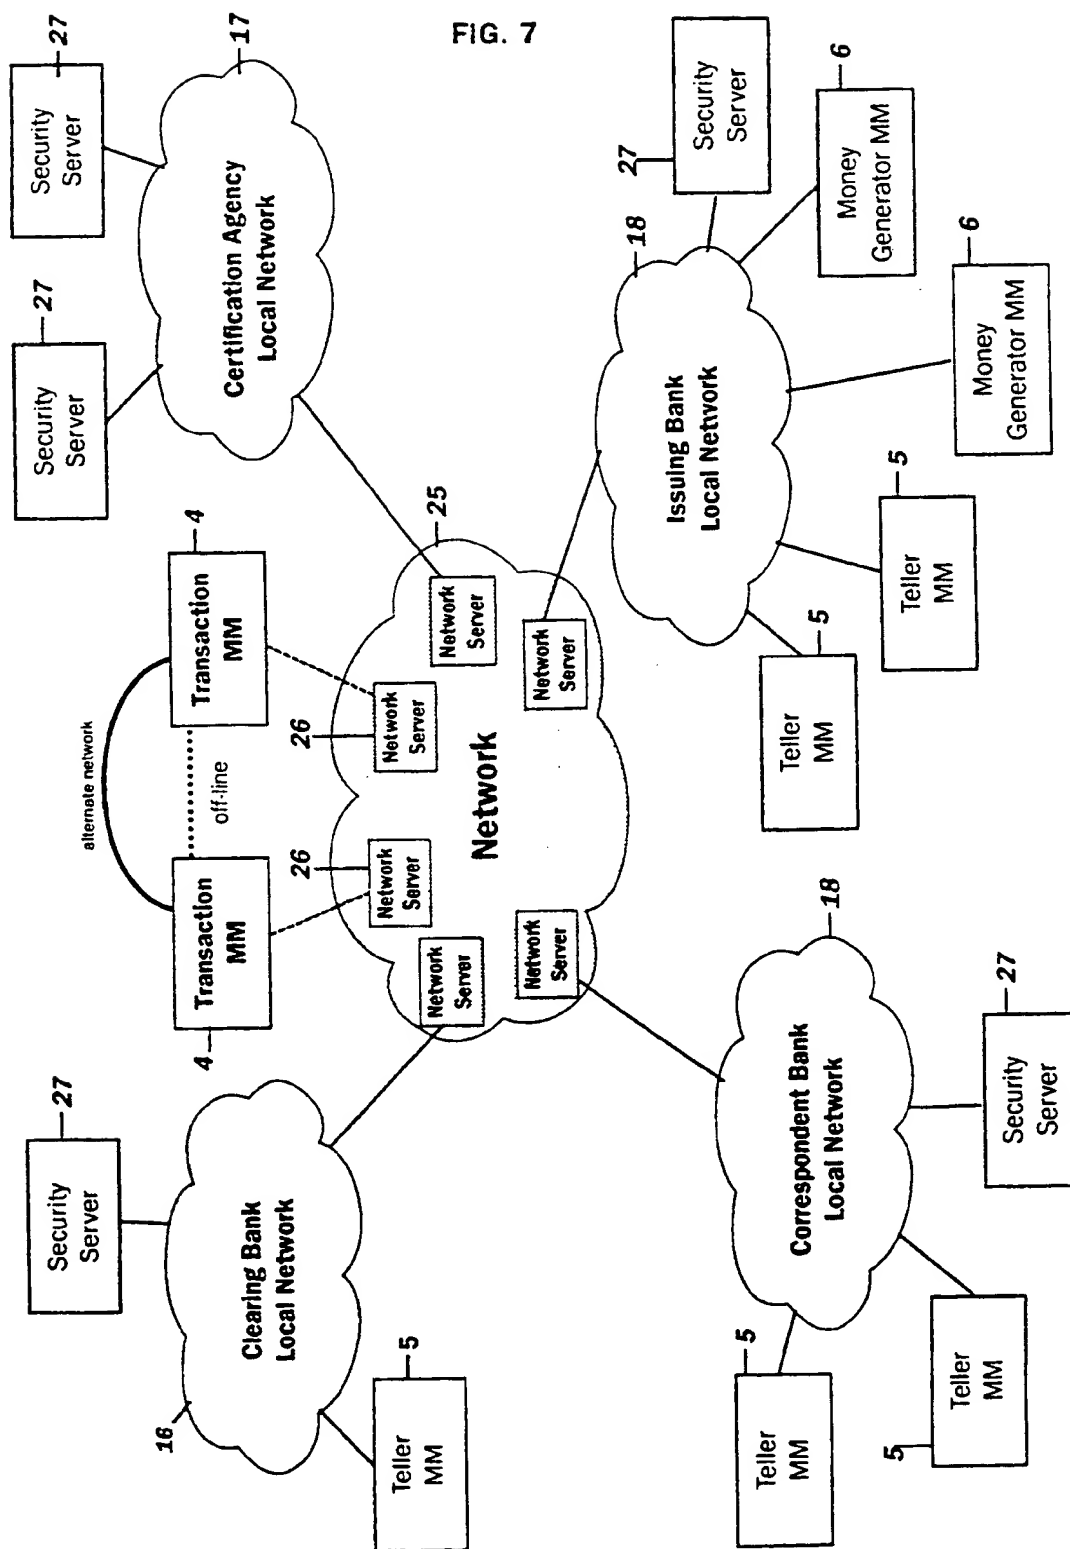 FIG. 7
27
Security
Server
27
Security
Server
17
Certification Agency
Local Network
alternate network
4
Transaction
MM
off-line
4
Transaction
MM
25
Network
26
Network
Server
26
Network
Server
Network
Server
Network
Server
Network
Server
Network
Server
27
Security
Server
16
Clearing Bank
Local Network
5
Teller
MM
18
Issuing Bank
Local Network
27
Security
Server
6
Money
Generator MM
6
Money
Generator MM
5
Teller
MM
5
Teller
MM
18
Correspondent Bank
Local Network
27
Security
Server
5
Teller
MM
5
Teller
MM